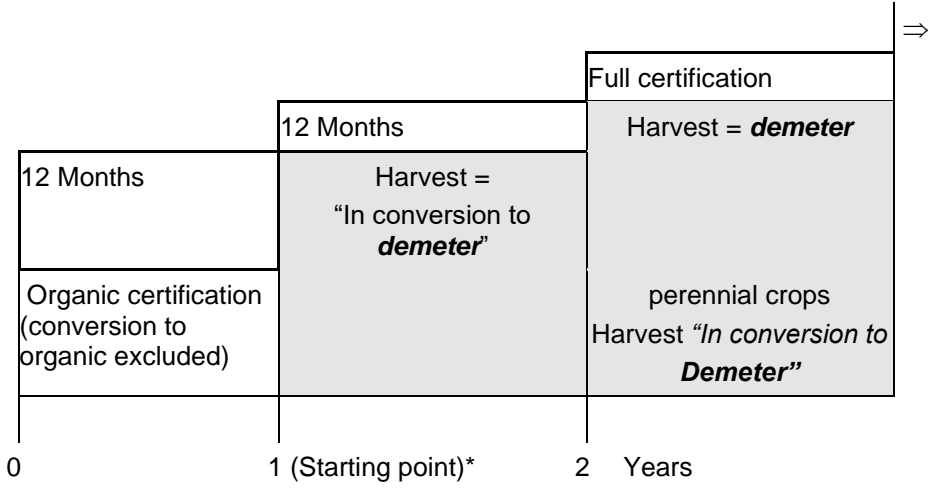 ⇒
Full certification
12 Months
Harvest = demeter
12 Months
Harvest =
“In conversion to
demeter”
Organic certification
(conversion to
organic excluded)
perennial crops
Harvest “In conversion to
Demeter”
0
1 (Starting point)*
2 Years